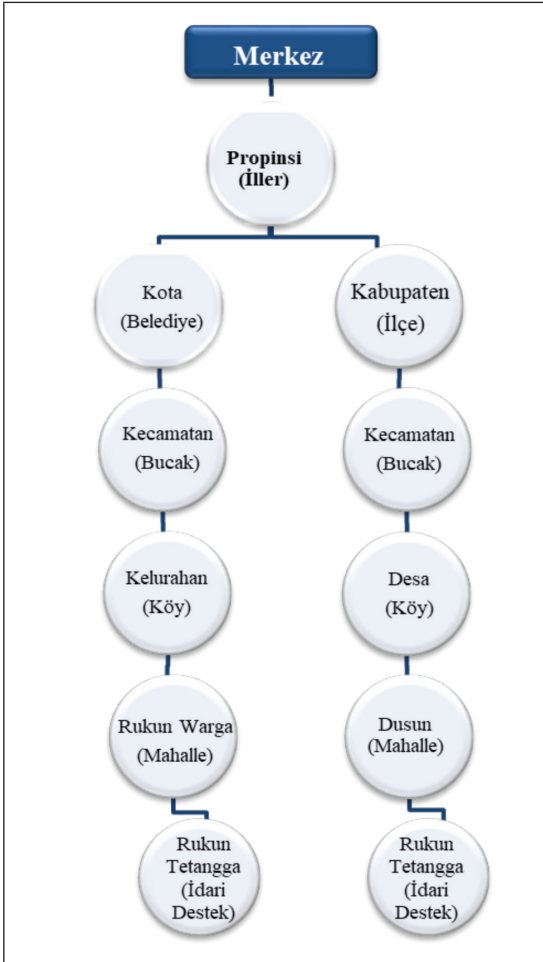 Merkez
Propinsi
(İller)
Kota
(Belediye)
Kabupaten
(İlçe)
Kecamatan
(Bucak)
Kecamatan
(Bucak)
Kelurahan
(Köy)
Desa
(Köy)
Rukun Warga
(Mahalle)
Dusun
(Mahalle)
Rukun
Tetangga
(İdari
Destek)
Rukun
Tetangga
(İdari
Destek)